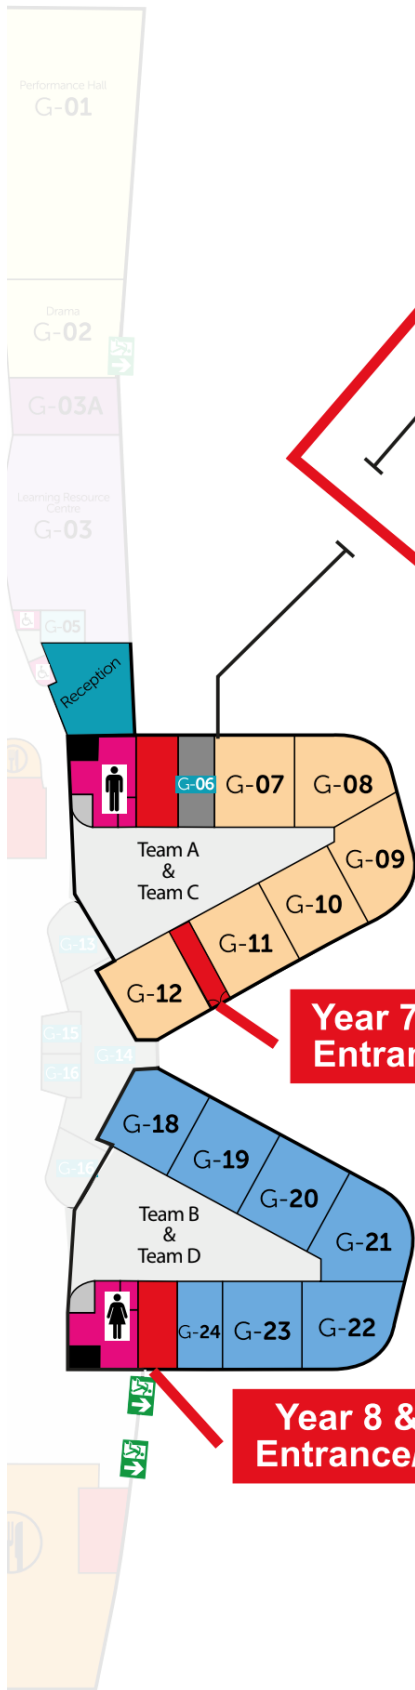 Performance Hall
G-01
Drama
G-02
G-03A
Learning Resource
Centre
G-03
G-05
Reception
G-06
G-07
G-08
G-09
G-10
G-11
G-12
Team A
&
Team C
G-13
G-15
G-14
G-16
G-16
Year 7
Entran
G-18
G-19
G-20
G-21
Team B
&
Team D
G-24
G-23
G-22
Year 8 &
Entrance/